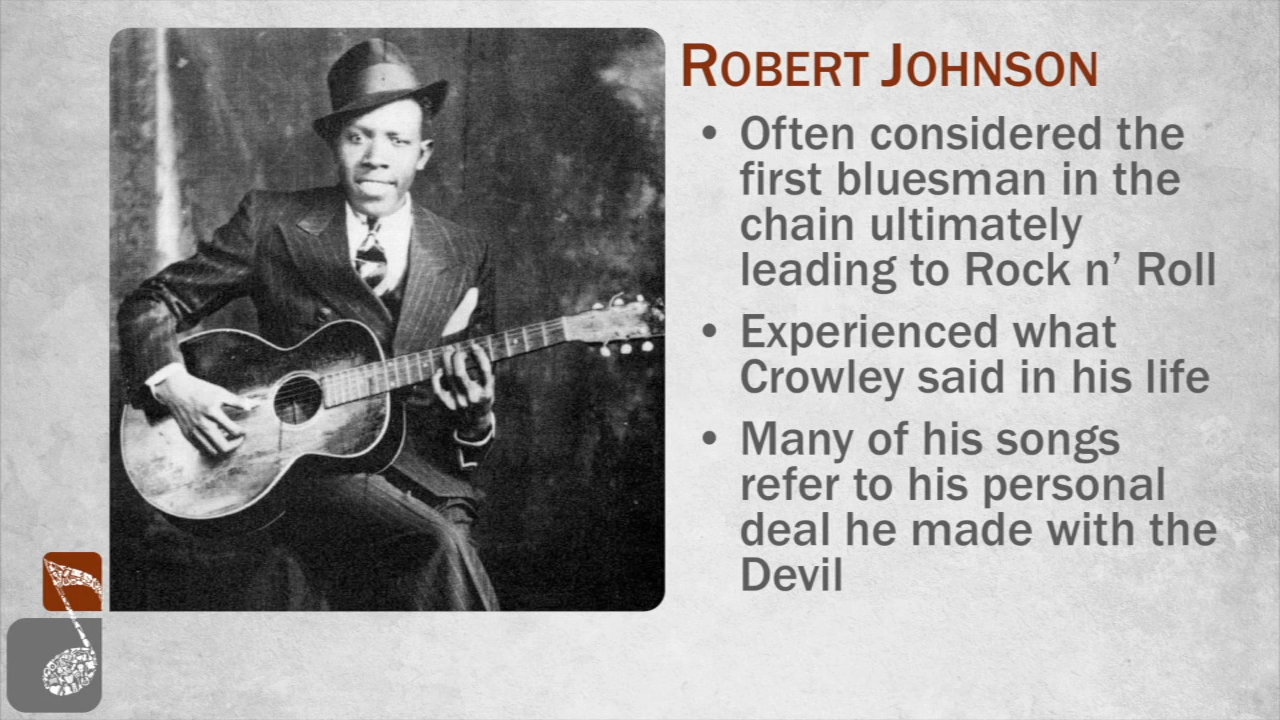 ROBERT JOHNSON
• Often considered the
first bluesman in the
chain ultimately
leading to Rock n’ Roll
• Experienced what
Crowley said in his life
• Many of his songs
refer to his personal
deal he made with the
Devil